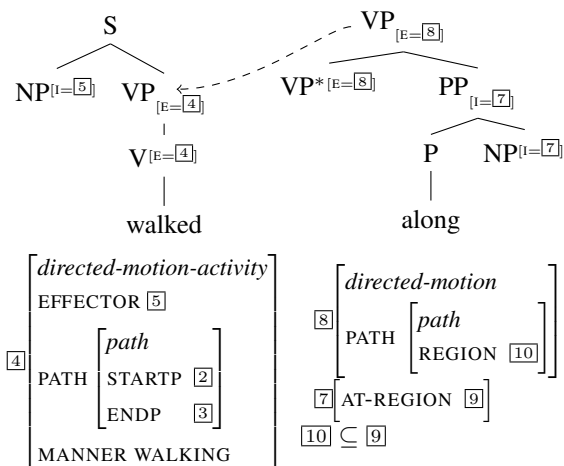 S
VP[E=8]
NP[I=5] VP[E=4] VP*[E=8] PP[I=7]
V[E=4] P NP[I=7]
walked along
directed-motion-activity
EFFECTOR 5
4 PATH path
STARTP 2
ENDP 3
MANNER WALKING
directed-motion
8 PATH path
REGION 10
7 AT-REGION 9
10 ⊆ 9